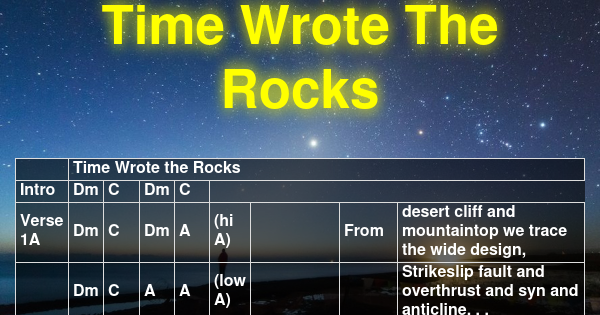 Time Wrote The
Rocks
Time Wrote the Rocks
Intro Dm C Dm C
Verse 1A Dm C Dm A (hi A) From desert cliff and
mountaintop we trace
the wide design,
Dm C A A (low A) Strikeslip fault and
overthrust and syn and
anticline. . .